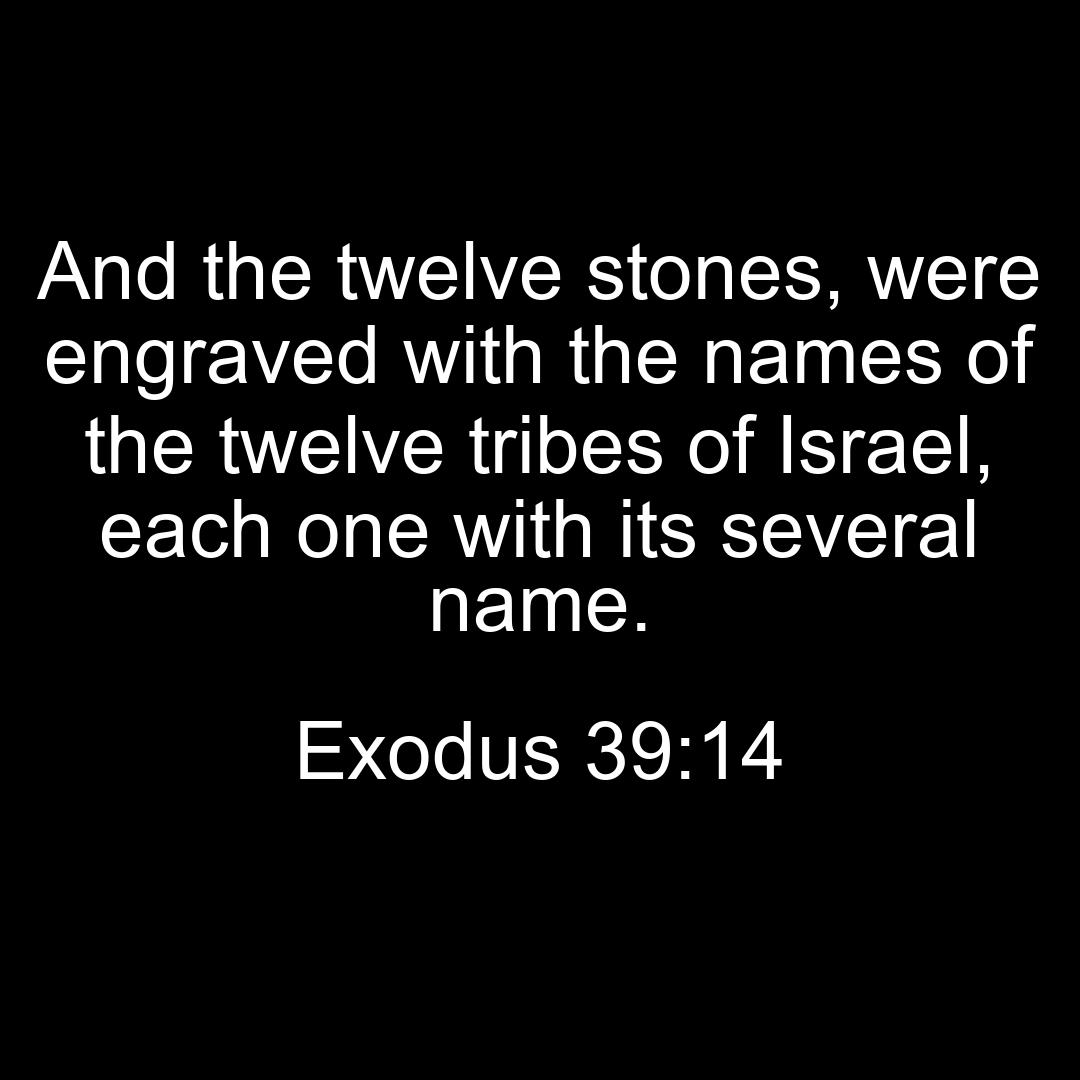 And the twelve stones, were
engraved with the names of
the twelve tribes of Israel,
each one with its several
name.
Exodus 39:14